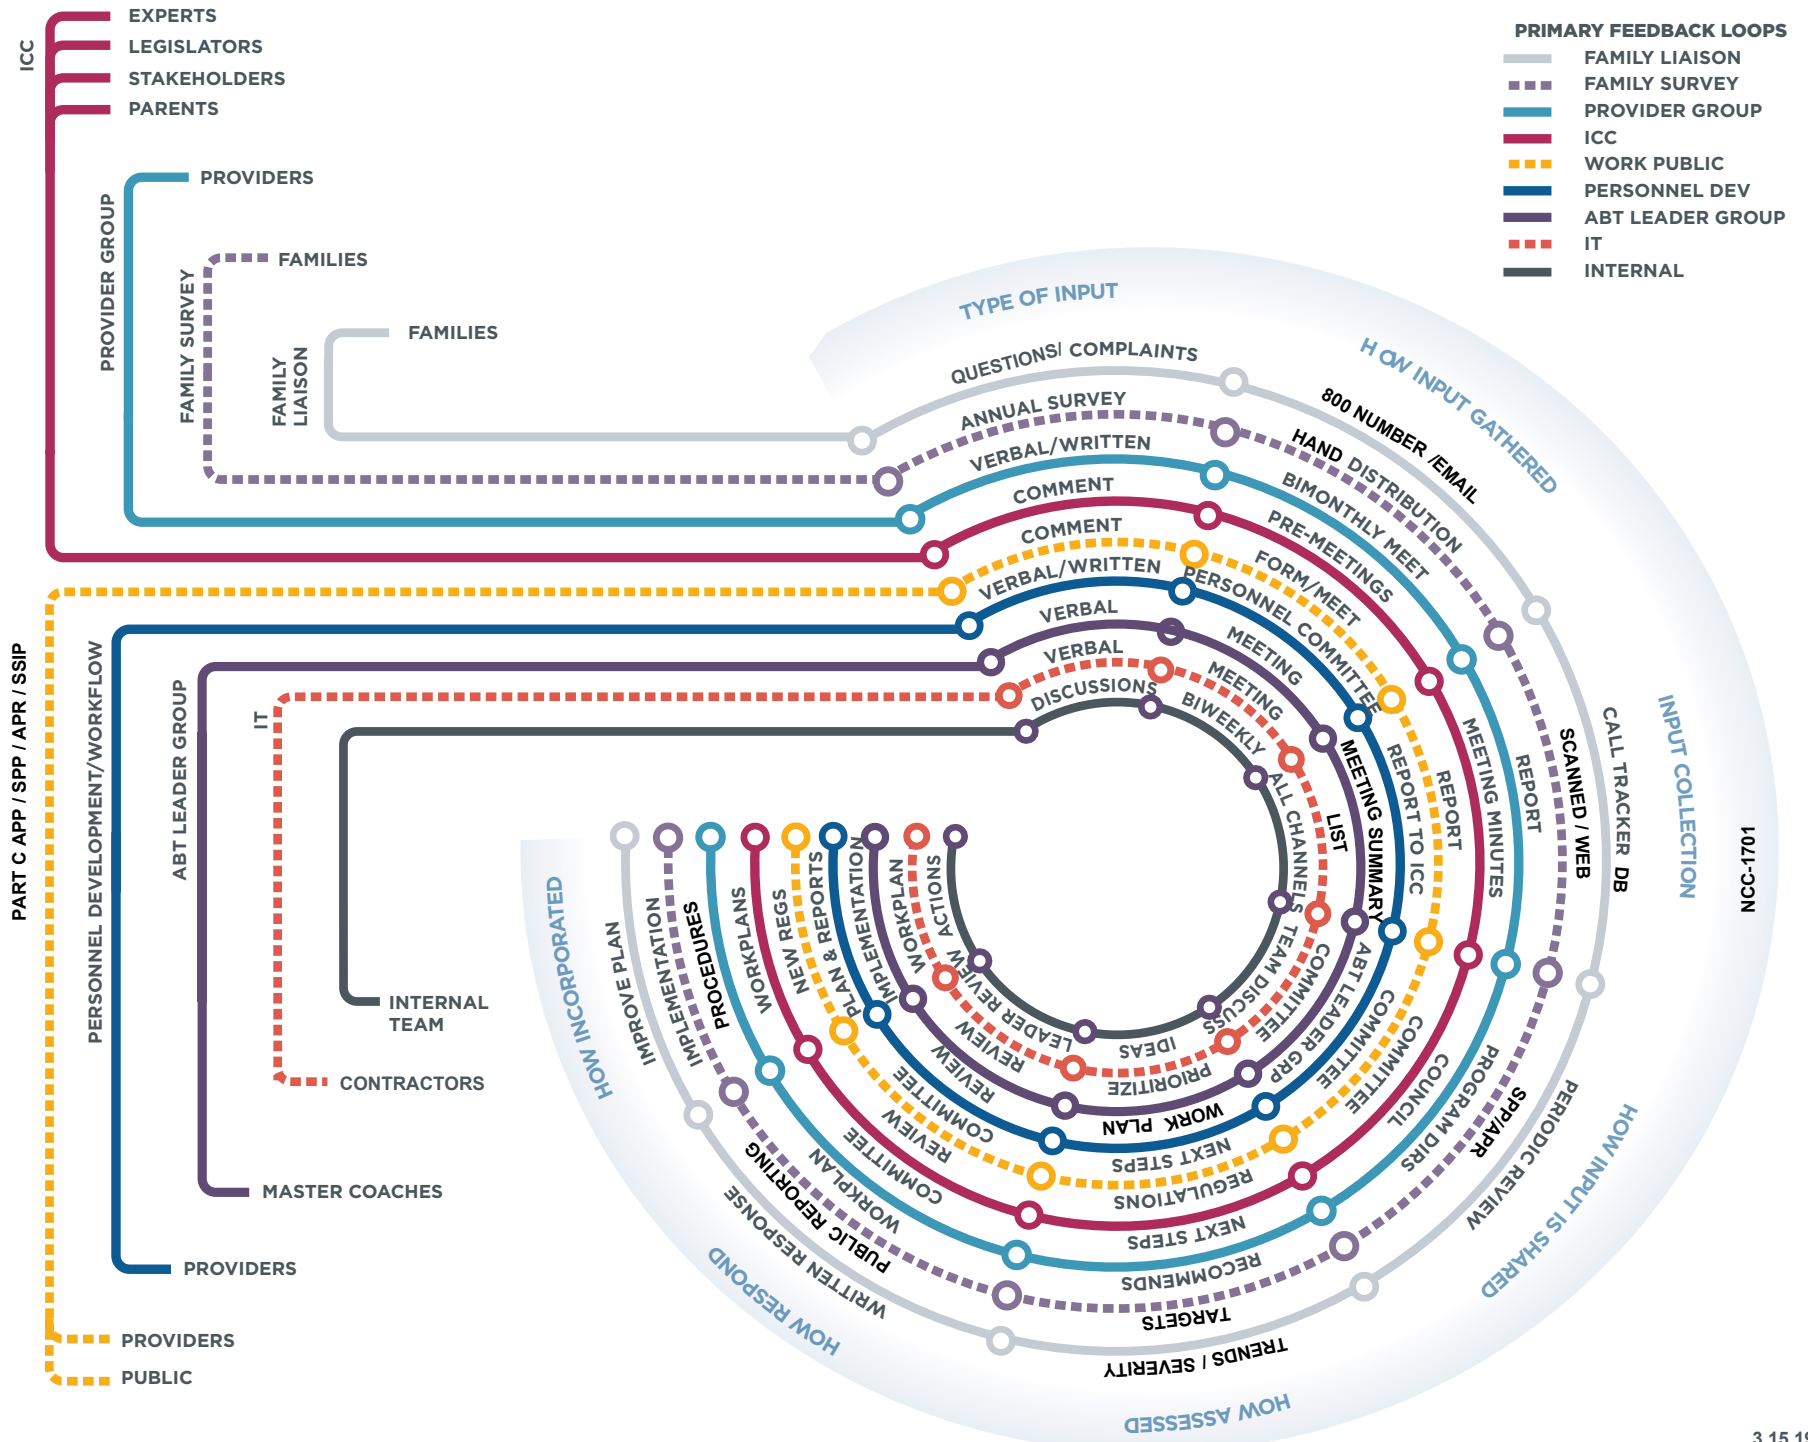 EXPERTS
LEGISLATORS
STAKEHOLDERS
PARENTS
ICC
PROVIDERS
PROVIDER GROUP
FAMILIES
FAMILY SURVEY
FAMILIES
FAMILY
LIAISON
PRIMARY FEEDBACK LOOPS
FAMILY LIAISON
FAMILY SURVEY
PROVIDER GROUP
ICC
WORK PUBLIC
PERSONNEL DEV
ABT LEADER GROUP
IT
INTERNAL
PART C APP / SPP / APR / SSIP
PERSONNEL DEVELOPMENT/WORKFLOW
ABT LEADER GROUP
IT
INTERNAL
TEAM
CONTRACTORS
MASTER COACHES
PROVIDERS
PROVIDERS
PUBLIC
TYPE OF INPUT
QUESTIONS/ COMPLAINTS
ANNUAL SURVEY
VERBAL/WRITTEN
COMMENT
COMMENT
VERBAL/WRITTEN
VERBAL
VERBAL
DISCUSSIONS
HOW INPUT GATHERED
800 NUMBER /EMAIL
HAND DISTRIBUTION
BIMONTHLY MEET
PRE-MEETINGS
FORM/MEET
PERSONNEL COMMITTEE
MEETING
MEETING
BIWEEKLY
INPUT COLLECTION
CALL TRACKER DB
SCANNED / WEB
REPORT
MEETING MINUTES
REPORT
REPORT TO ICC
MEETING SUMMARY
LIST
ALL CHANNELS
NCC-1701
HOW INPUT IS SHARED
PERIODIC REVIEW
SPP/APR
PROGRAM DIRS
COUNCIL
COMMITTEE
COMMITTEE
ABT LEADER GRP
COMMITTEE
TEAM DISCUSS
HOW ASSESSED
TRENDS / SEVERITY
TARGETS
RECOMMENDS
NEXT STEPS
REGULATIONS
NEXT STEPS
WORK PLAN
PRIORITIZE
IDEAS
HOW RESPOND
WRITTEN RESPONSE
PUBLIC REPORTING
WORKPLAN
COMMITTEE
REVIEW
COMMITTEE
REVIEW
REVIEW
LEADER REVIEW
HOW INCORPORATED
IMPROVE PLAN
IMPLEMENTATION
PROCEDURES
WORKPLANS
NEW REGS
PLAN & REPORTS
IMPLEMENTATION
WORKPLAN
ACTIONS
3.15.19